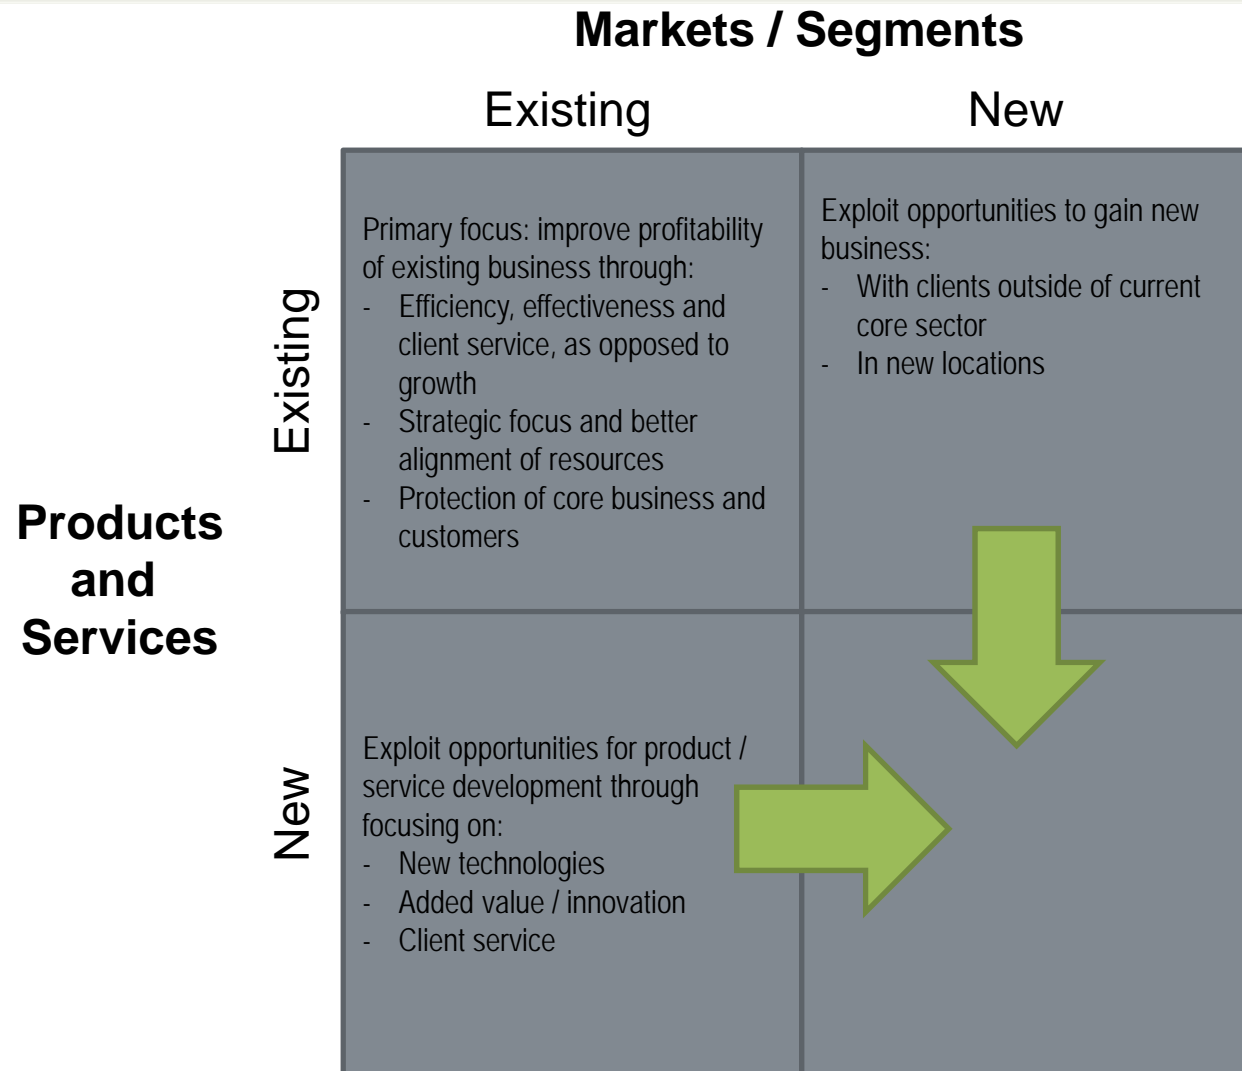 Markets / Segments
Existing
New
Products
and
Services
Existing
Primary focus: improve profitability
of existing business through:
- Efficiency, effectiveness and
client service, as opposed to
growth
- Strategic focus and better
alignment of resources
- Protection of core business and
customers
Exploit opportunities to gain new
business:
- With clients outside of current
core sector
- In new locations
New
Exploit opportunities for product /
service development through
focusing on:
- New technologies
- Added value / innovation
- Client service